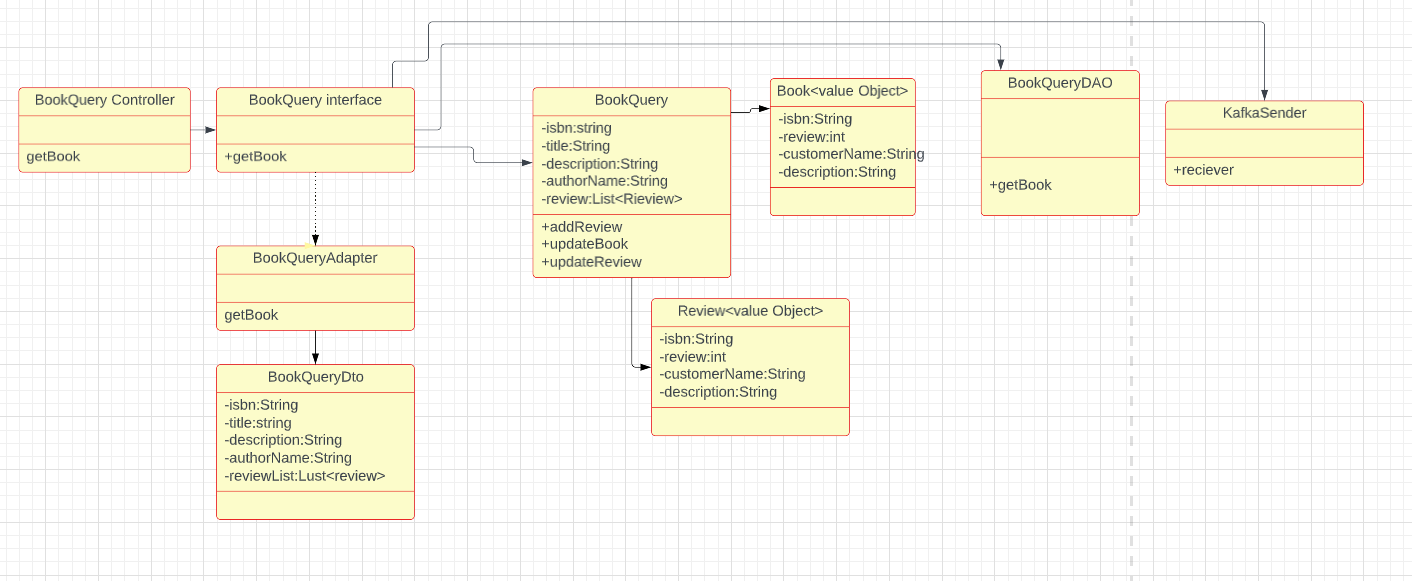 BookQuery Controller
getBook
BookQuery interface
+getBook
BookQueryAdapter
getBook
BookQueryDto
-isbn:String
-title:string
-description:String
-authorName:String
-reviewList:Lust<review>
BookQuery
-isbn:string
-title:String
-description:String
-authorName:String
-review:List<Rieview>
+addReview
+updateBook
+updateReview
Book<value Object>
-isbn:String
-review:int
-customerName:String
-description:String
Review<value Object>
-isbn:String
-review:int
-customerName:String
-description:String
BookQueryDAO
+getBook
KafkaSender
+reciever